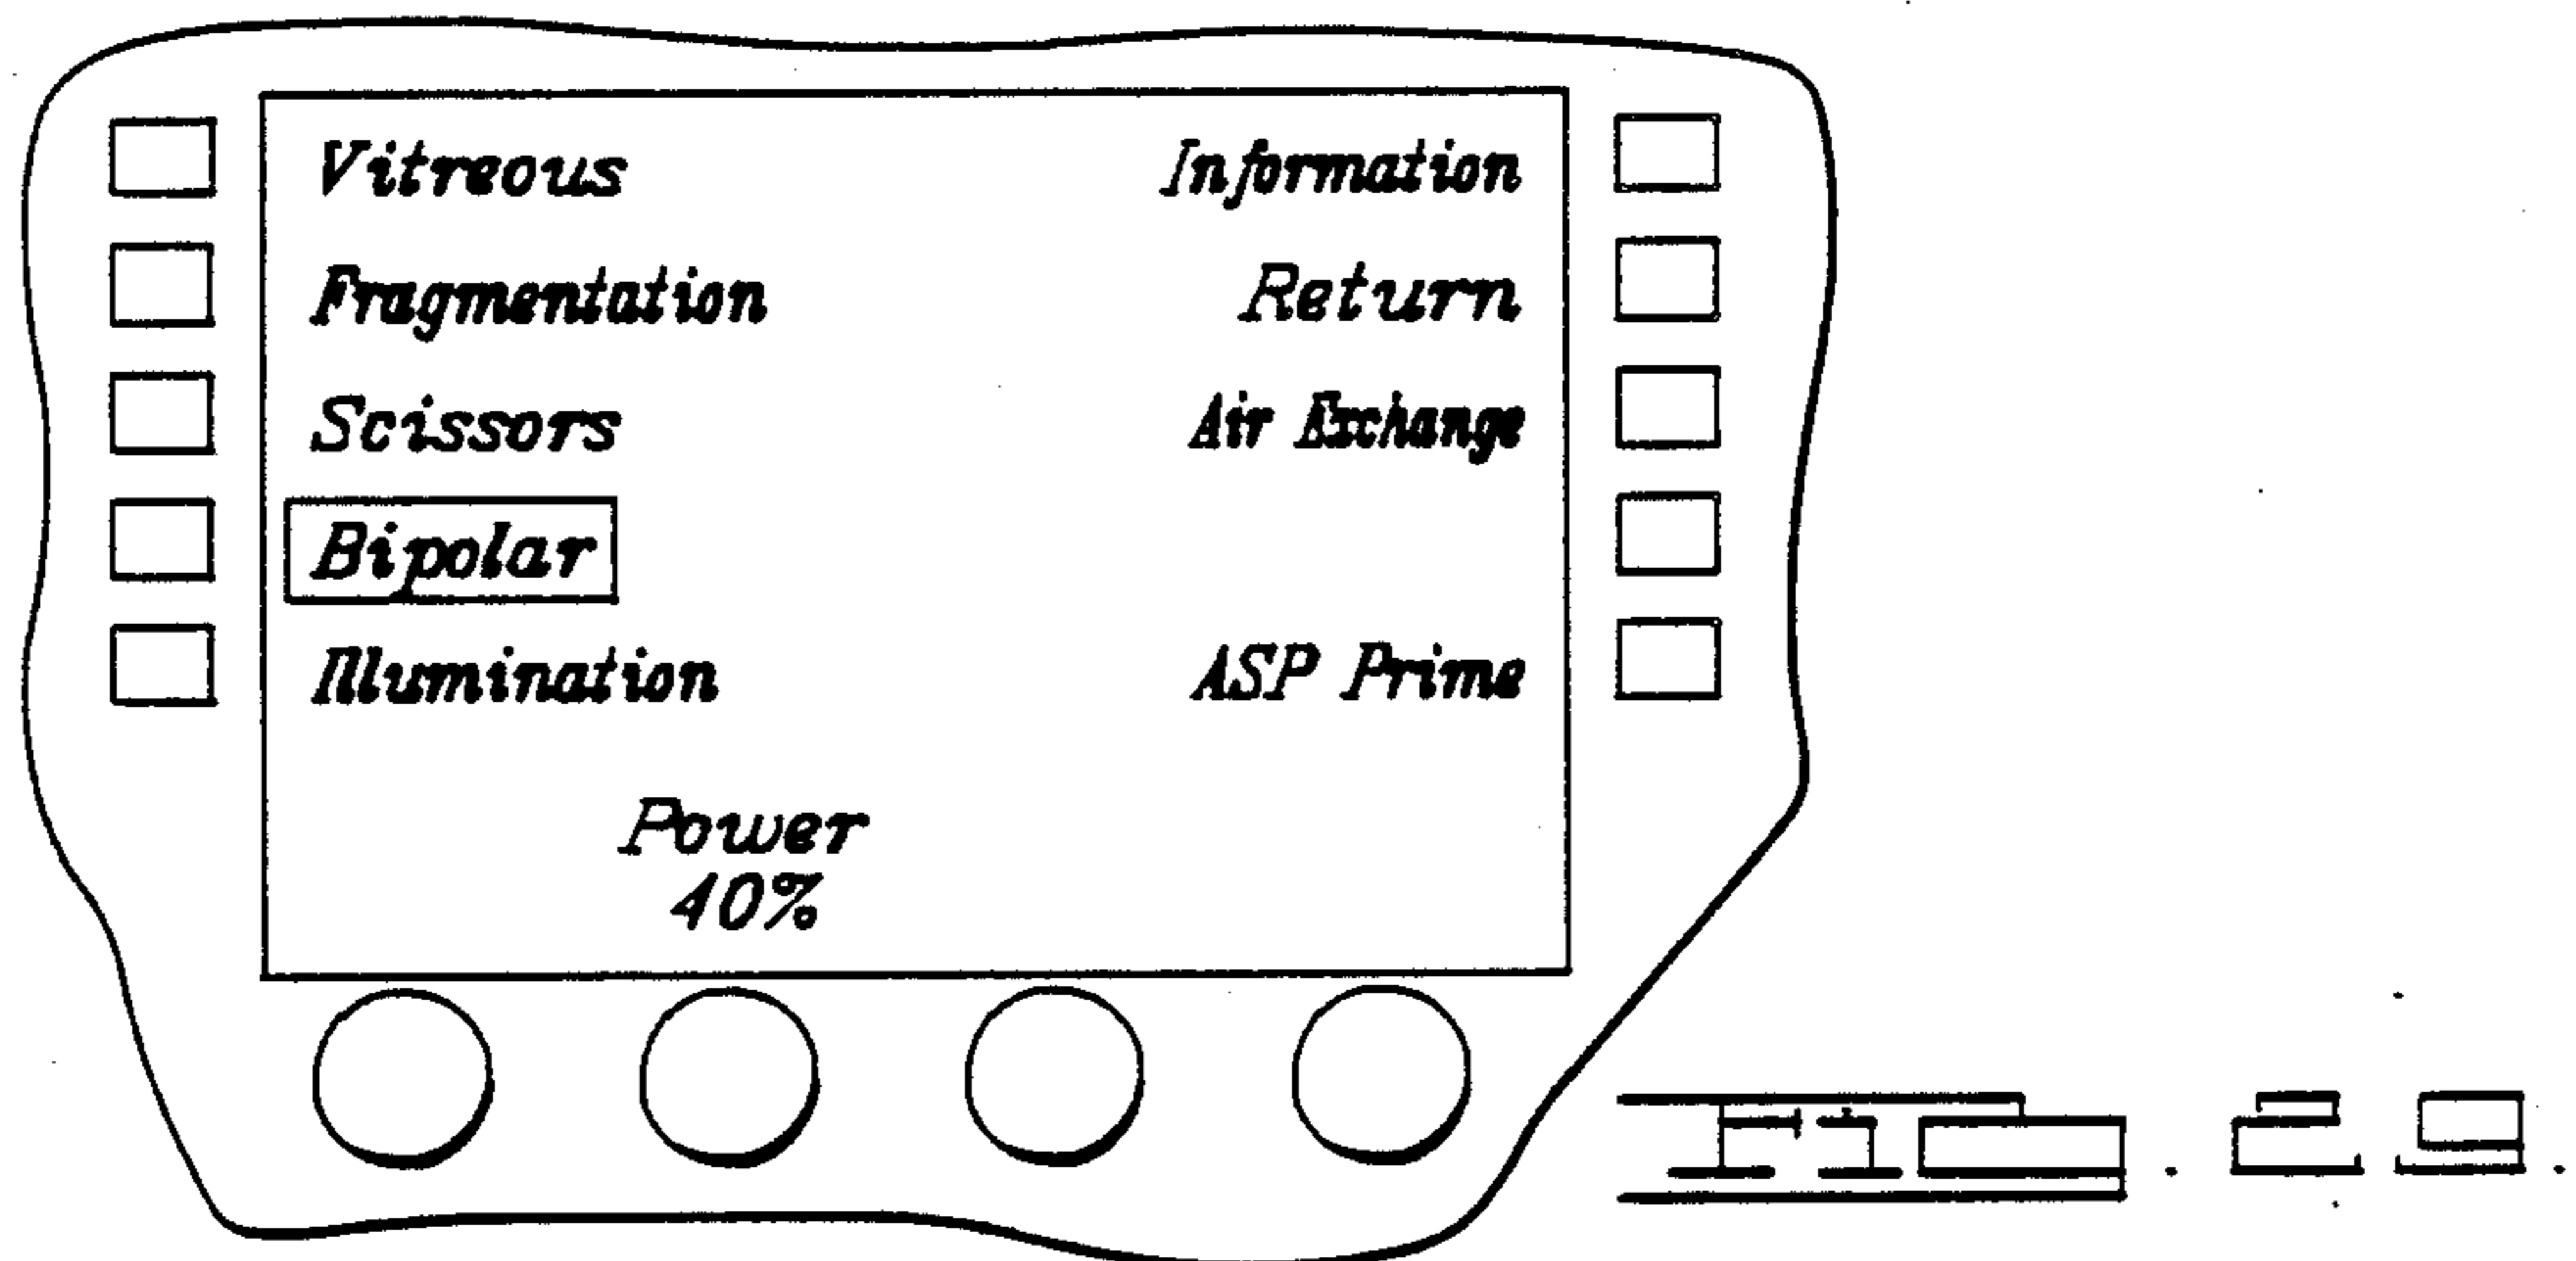 Vitreous
Information
Fragmentation
Return
Scissors
Air Exchange
Bipolar
Illumination
ASP Prime
Power
40%
Fig. 29.